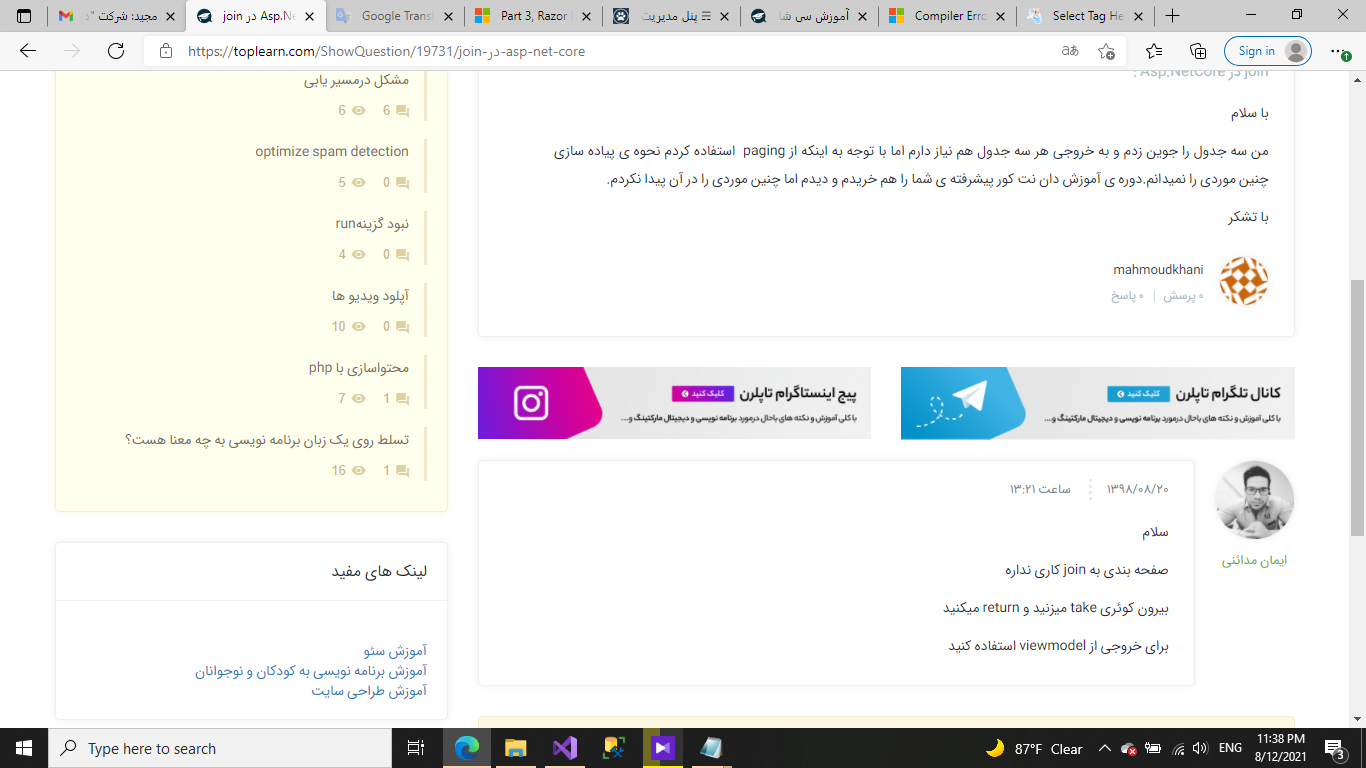 مجید: شرکت "د
join در Asp.Ne
Google Transl
Part 3, Razor
پنل مدیریت
آموزش سی شا
Compiler Erro
Select Tag He
https://toplearn.com/ShowQuestion/19731/join-در-asp-net-core
Sign in
join در Asp.NetCore :
با سلام
من سه جدول را جوین زدم و به خروجی هر سه جدول هم نیاز دارم اما با توجه به اینکه از paging استفاده کردم نحوه ی پیاده سازی
چنین موردی را نمیدانم.دوره ی آموزش دان نت کور پیشرفته ی شما را هم خریدم و دیدم اما چنین موردی را در آن پیدا نکردم.
با تشکر
mahmoudkhani
۰ پرسش | ۰ پاسخ
کانال تلگرام تاپلرن
کلیک کنید
با کلی آموزش و نکته های باحال درمورد برنامه نویسی و دیجیتال مارکتینگ و...
پیج اینستاگرام تاپلرن
کلیک کنید
با کلی آموزش و نکته های باحال درمورد برنامه نویسی و دیجیتال مارکتینگ و...
ایمان مدائنی
۱۳۹۸/۰۸/۲۰
ساعت ۱۳:۲۱
سلام
صفحه بندی به join کاری نداره
بیرون کوئری take میزنید و return میکنید
برای خروجی از viewmodel استفاده کنید
مشکل درمسیر یابی
6 6
optimize spam detection
0 5
نبود گزینهrun
0 4
آپلود ویدیو ها
0 10
محتواسازی با php
1 7
تسلط روی یک زبان برنامه نویسی به چه معنا هست؟
1 16
لینک های مفید
آموزش سئو
آموزش برنامه نویسی به کودکان و نوجوانان
آموزش طراحی سایت
Type here to search
87°F Clear
ENG
11:38 PM
8/12/2021
3